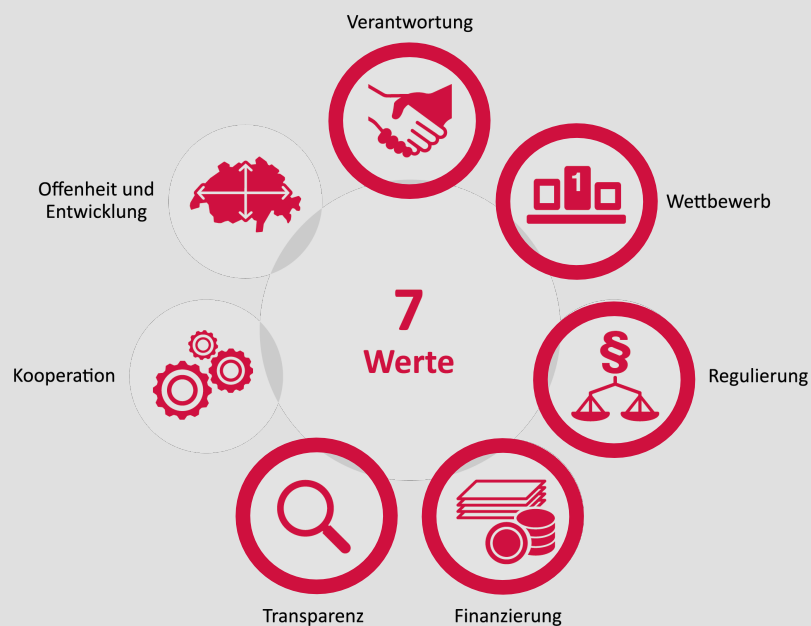 Verantwortung
Offenheit und
Entwicklung
1
Wettbewerb
7
Werte
§
Kooperation
Regulierung
Transparenz
Finanzierung